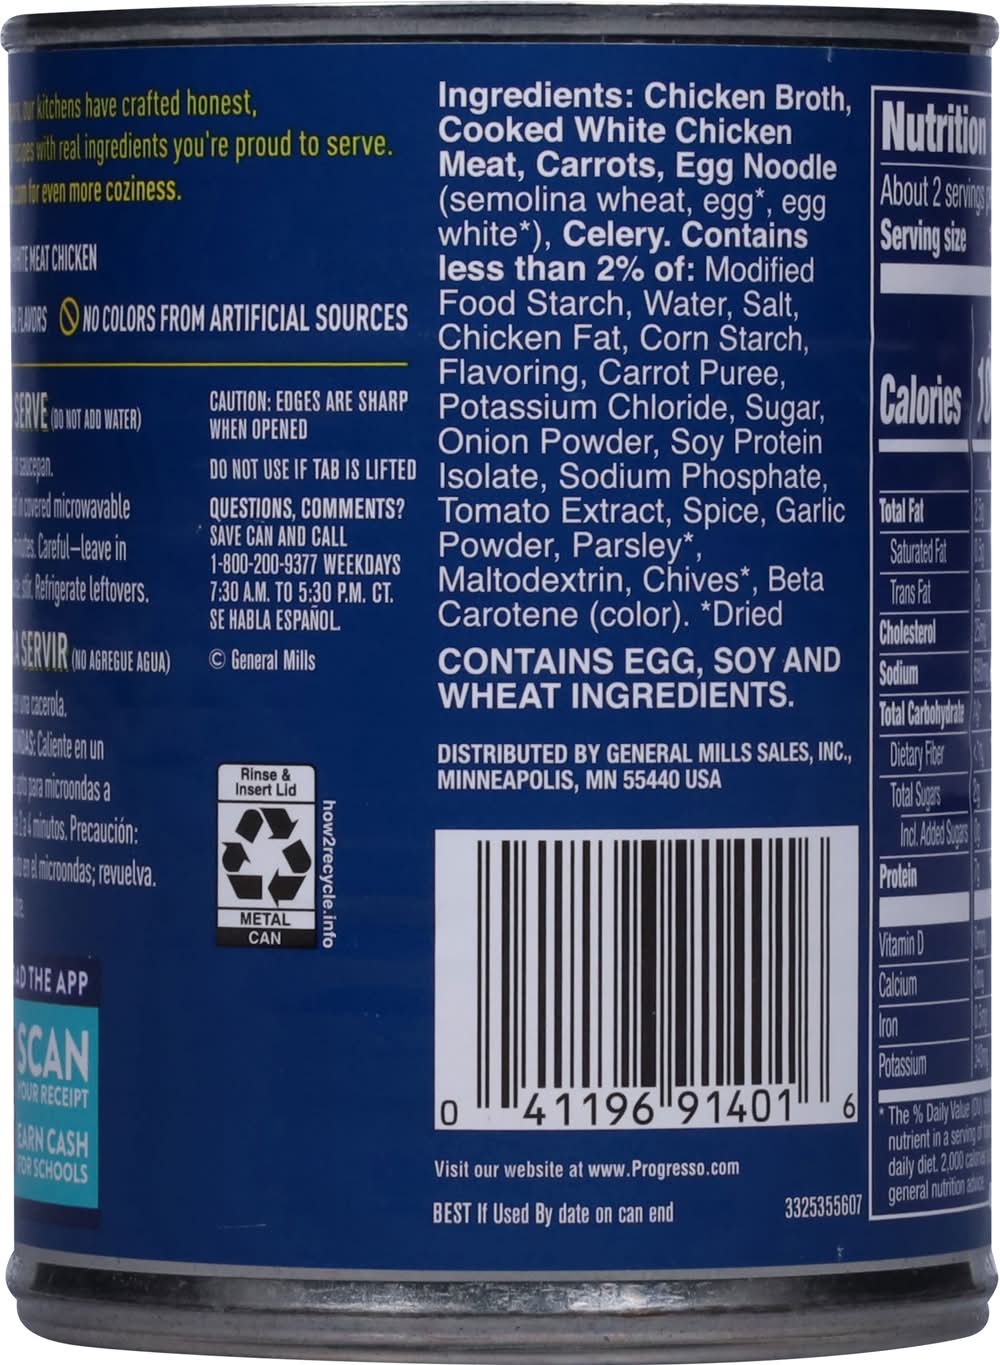 our kitchens have crafted honest,
with real ingredients you're proud to serve.
for even more coziness.
MEAT CHICKEN
FLAVORS NO COLORS FROM ARTIFICIAL SOURCES
SERVE (DO NOT ADD WATER)
saucepan.
in covered microwavable
Careful–leave in
stir. Refrigerate leftovers.
A SERVIR (NO AGREGUE AGUA)
una cacerola.
Caliente en un
para microondas a
3 a 4 minutos. Precaución:
en el microondas; revuelva.
THE APP
SCAN
YOUR RECEIPT
EARN CASH
FOR SCHOOLS
CAUTION: EDGES ARE SHARP
WHEN OPENED
DO NOT USE IF TAB IS LIFTED
QUESTIONS, COMMENTS?
SAVE CAN AND CALL
1-800-200-9377 WEEKDAYS
7:30 A.M. TO 5:30 P.M. CT.
SE HABLA ESPAÑOL.
© General Mills
Rinse &
Insert Lid
METAL
CAN
how2recycle.info
Ingredients: Chicken Broth,
Cooked White Chicken
Meat, Carrots, Egg Noodle
(semolina wheat, egg*, egg
white*), Celery. Contains
less than 2% of: Modified
Food Starch, Water, Salt,
Chicken Fat, Corn Starch,
Flavoring, Carrot Puree,
Potassium Chloride, Sugar,
Onion Powder, Soy Protein
Isolate, Sodium Phosphate,
Tomato Extract, Spice, Garlic
Powder, Parsley*,
Maltodextrin, Chives*, Beta
Carotene (color). *Dried
CONTAINS EGG, SOY AND
WHEAT INGREDIENTS.
DISTRIBUTED BY GENERAL MILLS SALES, INC.,
MINNEAPOLIS, MN 55440 USA
0 41196 91401 6
Visit our website at www.Progresso.com
BEST If Used By date on can end
3325355607
Nutrition
About 2 servings
Serving size
Calories
Total Fat
Saturated Fat
Trans Fat
Cholesterol
Sodium
Total Carbohydrate
Dietary Fiber
Total Sugars
Incl. Added Sugars
Protein
Vitamin D
Calcium
Iron
Potassium
* The % Daily Value (DV)
nutrient in a serving of
daily diet. 2,000 calories
general nutrition advice.